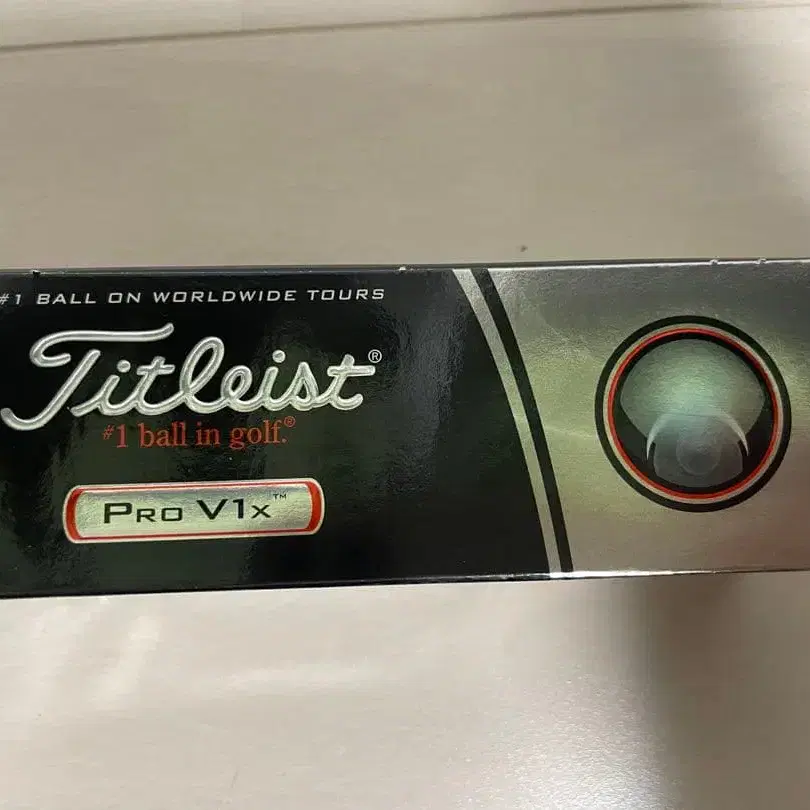 #1 BALL ON WORLDWIDE TOURS
Titleist®
#1 ball in golf.®
PRO V1x™